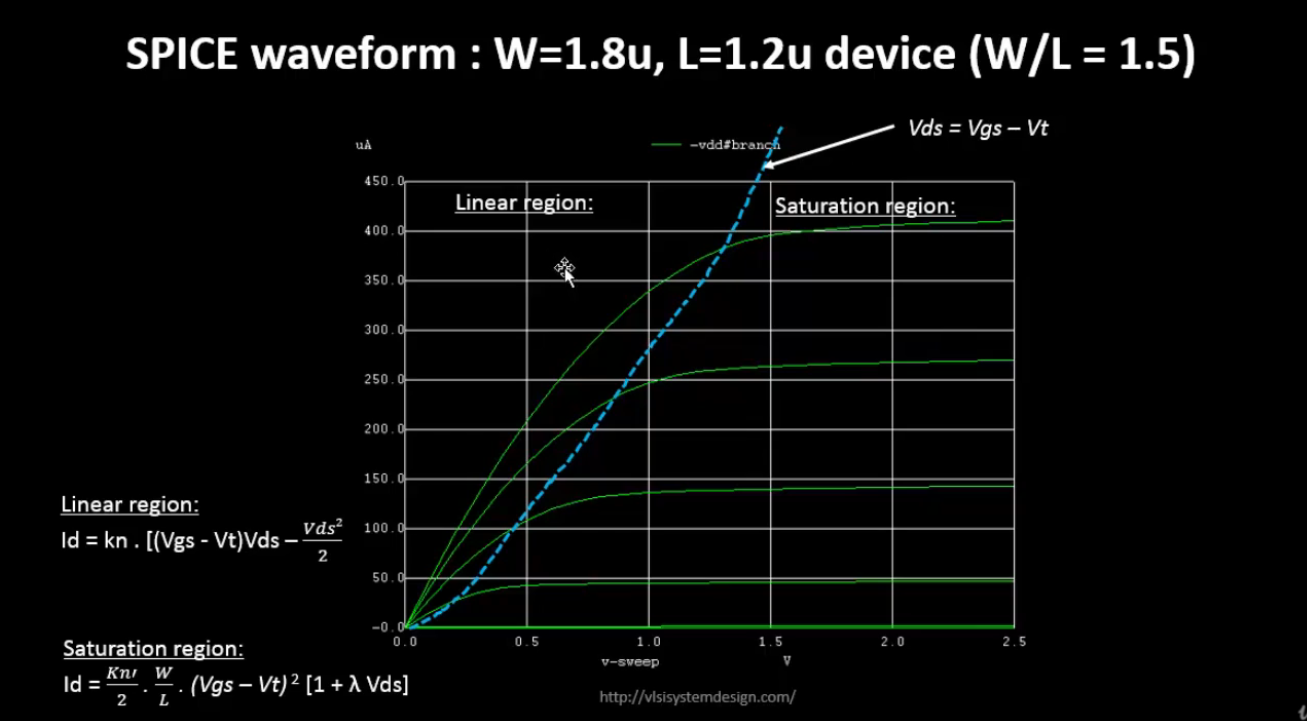 SPICE waveform : W=1.8u, L=1.2u device (W/L = 1.5)
Vds = Vgs – Vt
uA
-vdd#branch
450.0
Linear region:
Saturation region:
400.0
350.0
300.0
250.0
200.0
150.0
100.0
50.0
-0.0
0.0 0.5 1.0 1.5 2.0 2.5
v-sweep V
Linear region:
Id = kn . [(Vgs - Vt)Vds – Vds²/2
Saturation region:
Id = Kn′/2 . W/L . (Vgs – Vt)² [1 + λ Vds]
http://vlsisystemdesign.com/